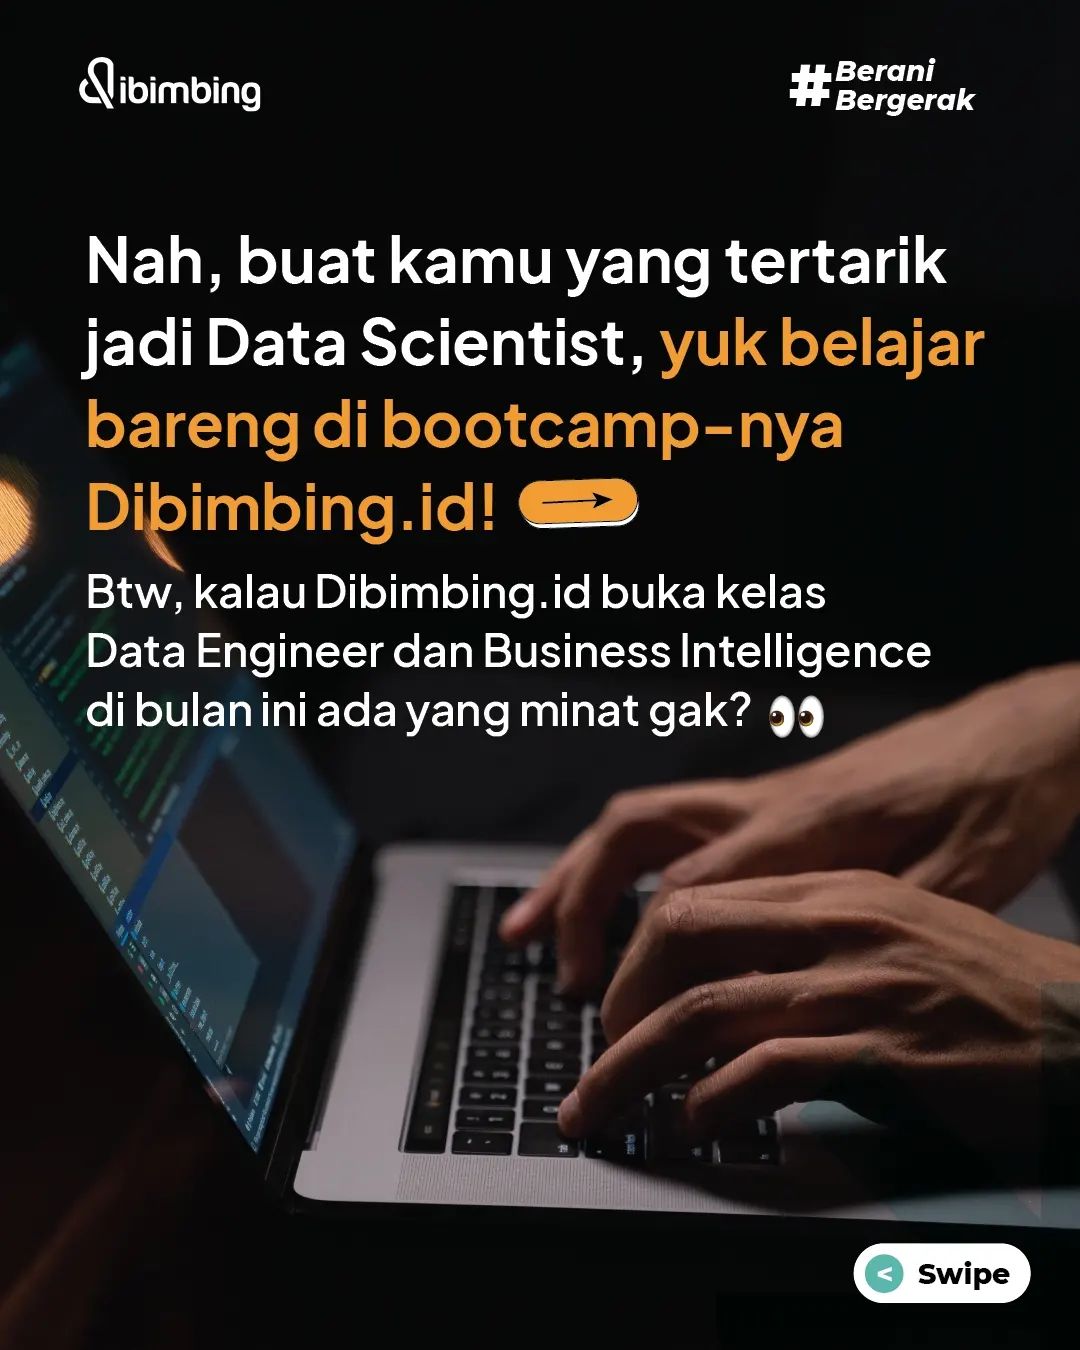 dibimbing
#Berani
Bergerak
Nah, buat kamu yang tertarik
jadi Data Scientist, yuk belajar
bareng di bootcamp-nya
Dibimbing.id!
Btw, kalau Dibimbing.id buka kelas
Data Engineer dan Business Intelligence
di bulan ini ada yang minat gak? 👀
< Swipe